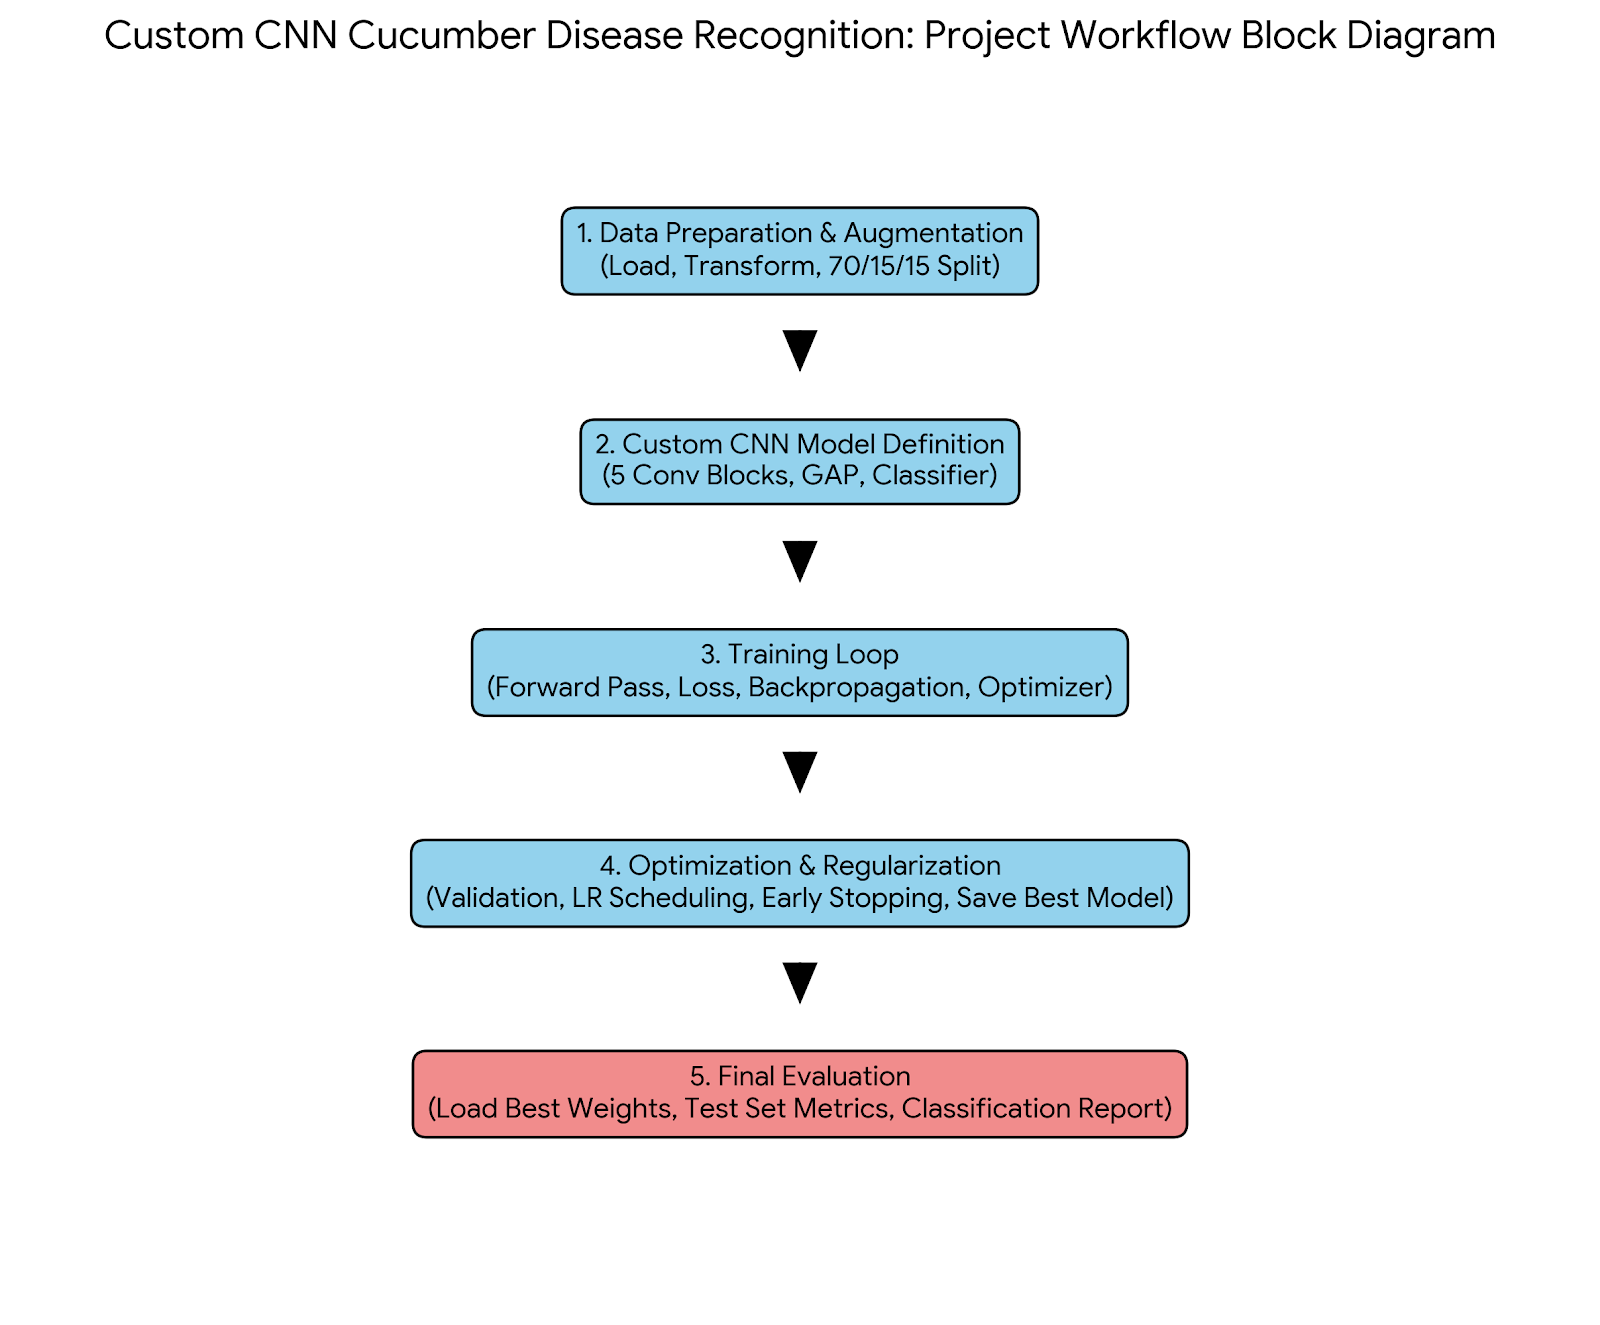 Custom CNN Cucumber Disease Recognition: Project Workflow Block Diagram
1. Data Preparation & Augmentation
(Load, Transform, 70/15/15 Split)
2. Custom CNN Model Definition
(5 Conv Blocks, GAP, Classifier)
3. Training Loop
(Forward Pass, Loss, Backpropagation, Optimizer)
4. Optimization & Regularization
(Validation, LR Scheduling, Early Stopping, Save Best Model)
5. Final Evaluation
(Load Best Weights, Test Set Metrics, Classification Report)